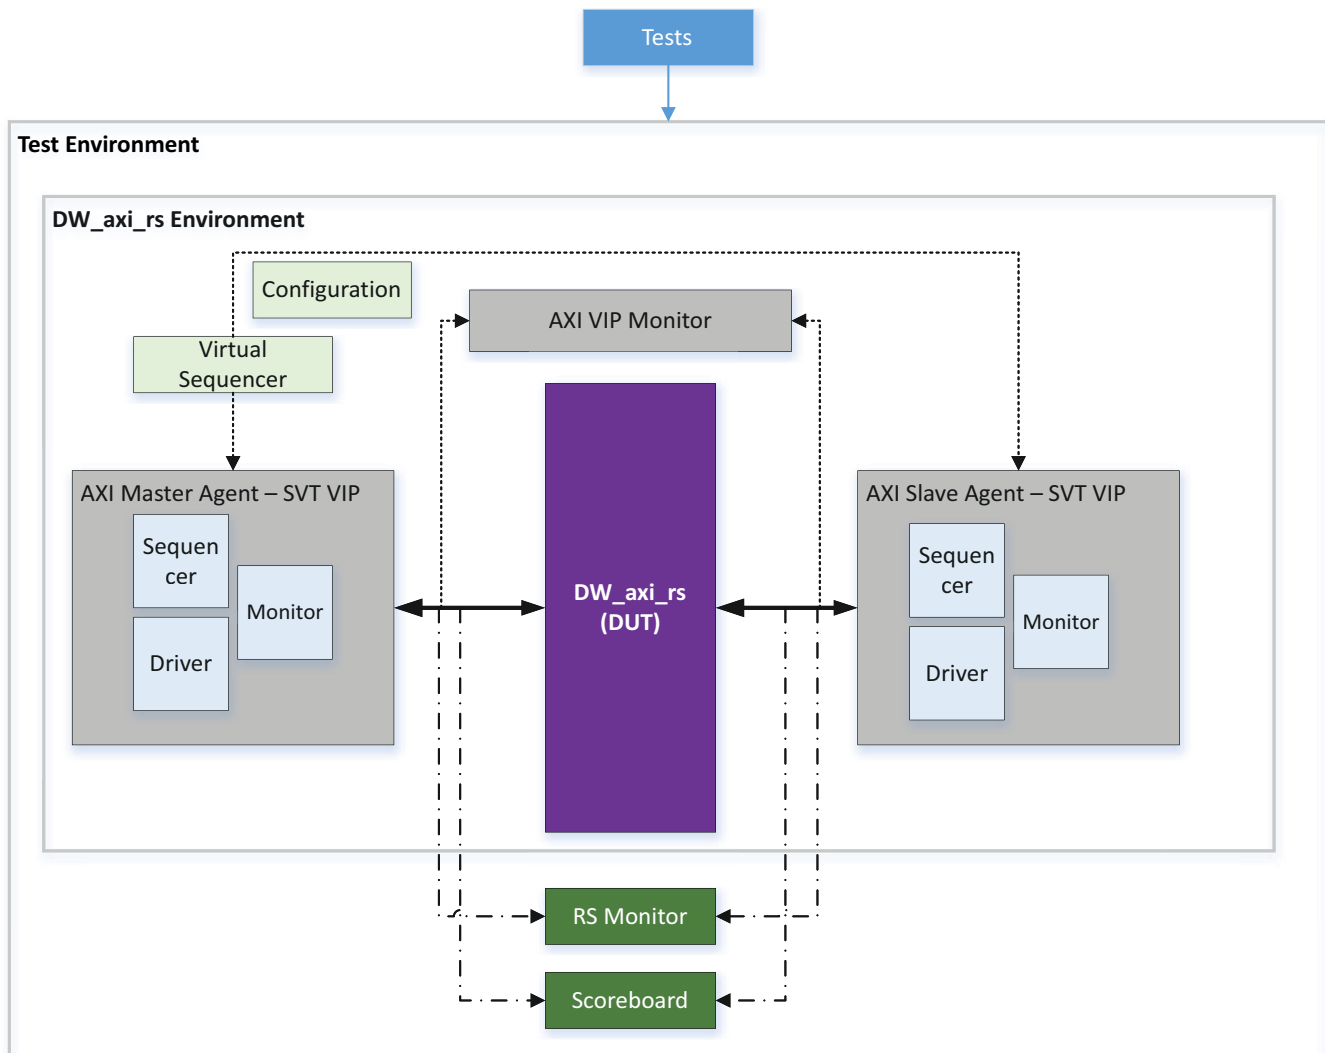 Tests
Test Environment
DW_axi_rs Environment
Configuration
AXI VIP Monitor
Virtual
Sequencer
AXI Master Agent – SVT VIP
Sequen
cer
Monitor
Driver
DW_axi_rs
(DUT)
AXI Slave Agent – SVT VIP
Sequen
cer
Monitor
Driver
RS Monitor
Scoreboard